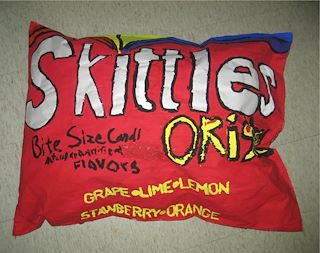 Skittles
ORig
Bite Size Candi
FLAVORS
GRAPE•LIME•LEMON
STAWBERRY•ORANGE